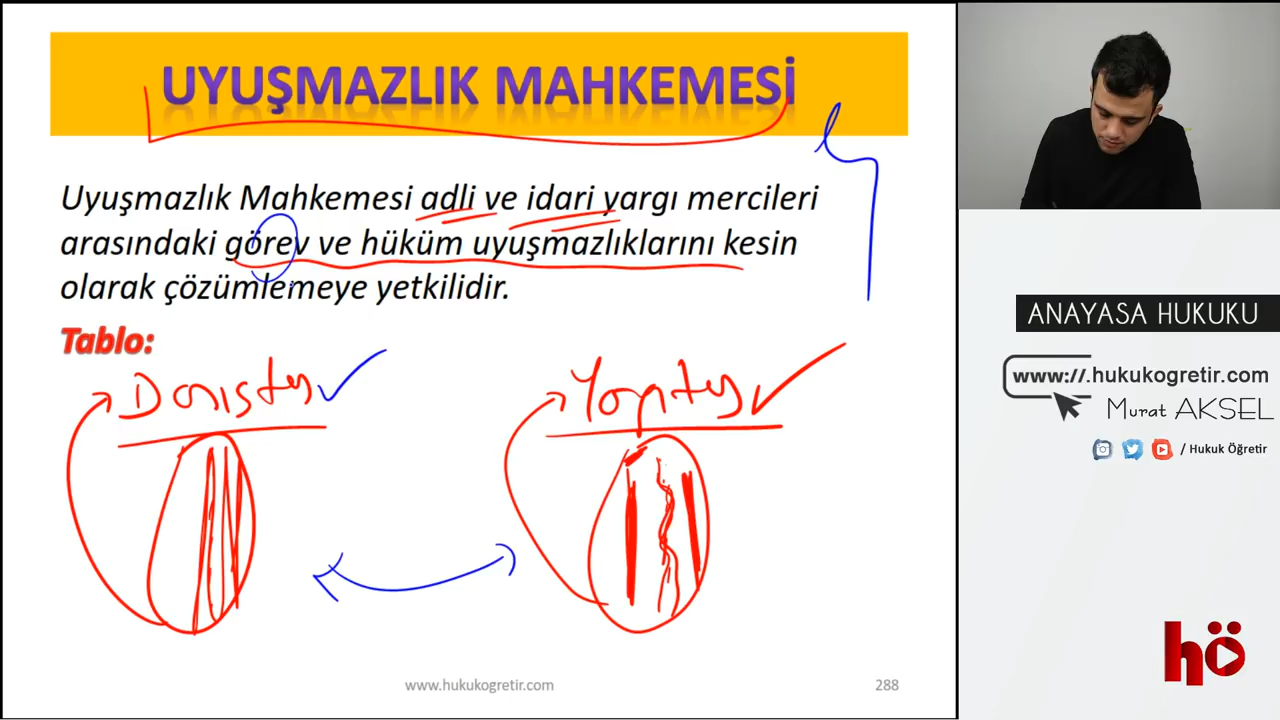 UYUŞMAZLIK MAHKEMESİ
Uyuşmazlık Mahkemesi adli ve idari yargı mercileri
arasındaki görev ve hüküm uyuşmazlıklarını kesin
olarak çözümlemeye yetkilidir.
Tablo:
Danıştay
Yargıtay
www.hukukogretir.com
288
ANAYASA HUKUKU
www://.hukukogretir.com
Murat AKSEL
/ Hukuk Öğretir
hö